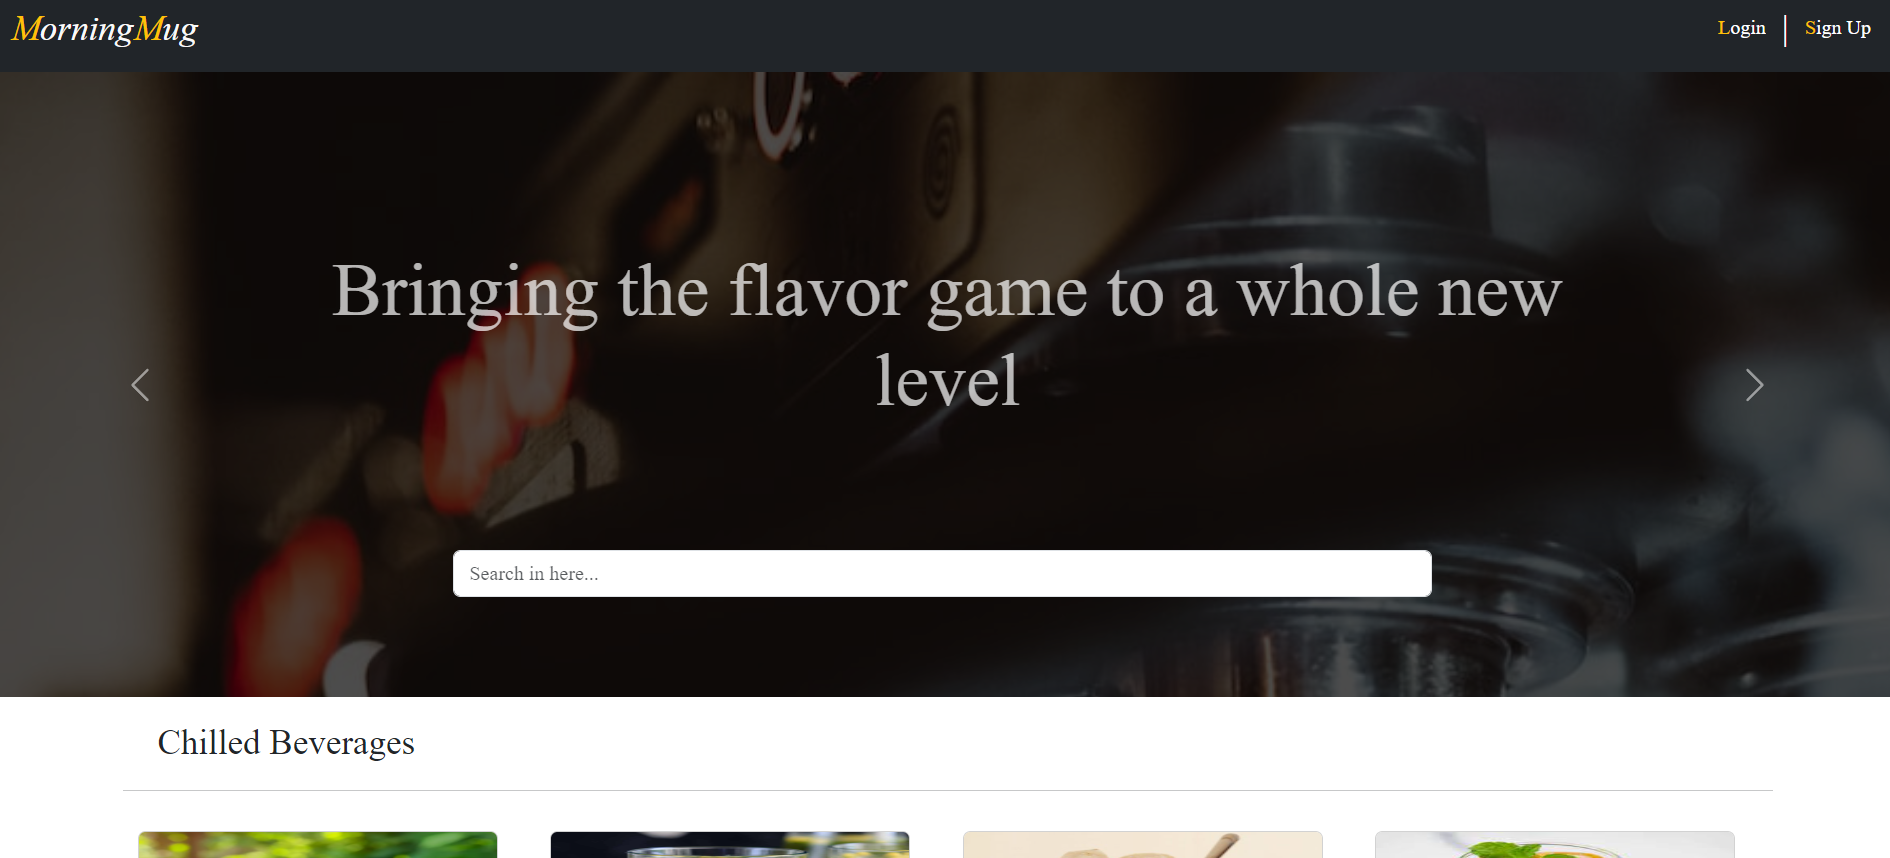 MorningMug
Login
Sign Up
Bringing the flavor game to a whole new
level
Search in here...
Chilled Beverages